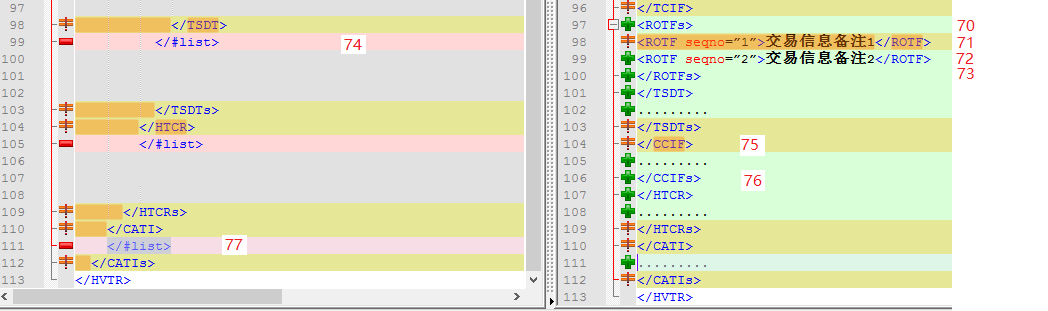 97
98 </TSDT>
99 </#list> 74
100
101
102
103 </TSDTs>
104 </HTCR>
105 </#list>
106
107
108
109 </HTCRs>
110 </CATI>
111 </#list> 77
112 </CATIs>
113 </HVTR>
96 </TCIF>
97 <ROTFs> 70
98 <ROTF seqno="1">交易信息备注1</ROTF> 71
99 <ROTF seqno="2">交易信息备注2</ROTF> 72
100 </ROTFs> 73
101 </TSDT>
102 .........
103 </TSDTs>
104 </CCIF> 75
105 .........
106 </CCIFs> 76
107 </HTCR>
108 .........
109 </HTCRs>
110 </CATI>
111 .........
112 </CATIs>
113 </HVTR>